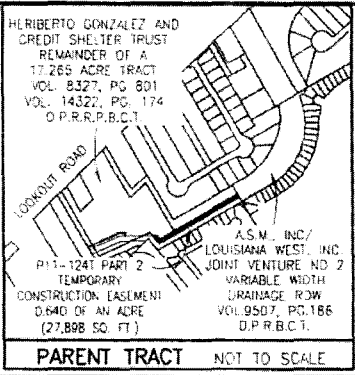 HERIBERTO GONZALEZ AND
CREDIT SHELTER TRUST
REMAINDER OF A
17.265 ACRE TRACT
VOL. 8327, PG 801
VOL. 14322, PG. 174
O.P.R.R.P.B.C.T.
LOOKOUT ROAD
A.S.M., INC/
LOUISIANA WEST, INC.
JOINT VENTURE NO 2
VARIABLE WIDTH
DRAINAGE ROW
VOL.9507, PG.186
D.P.R.B.C.T.
P11-124T PART 2
TEMPORARY
CONSTRUCTION EASEMENT
0.640 OF AN ACRE
(27,898 SQ. FT.)
PARENT TRACT NOT TO SCALE